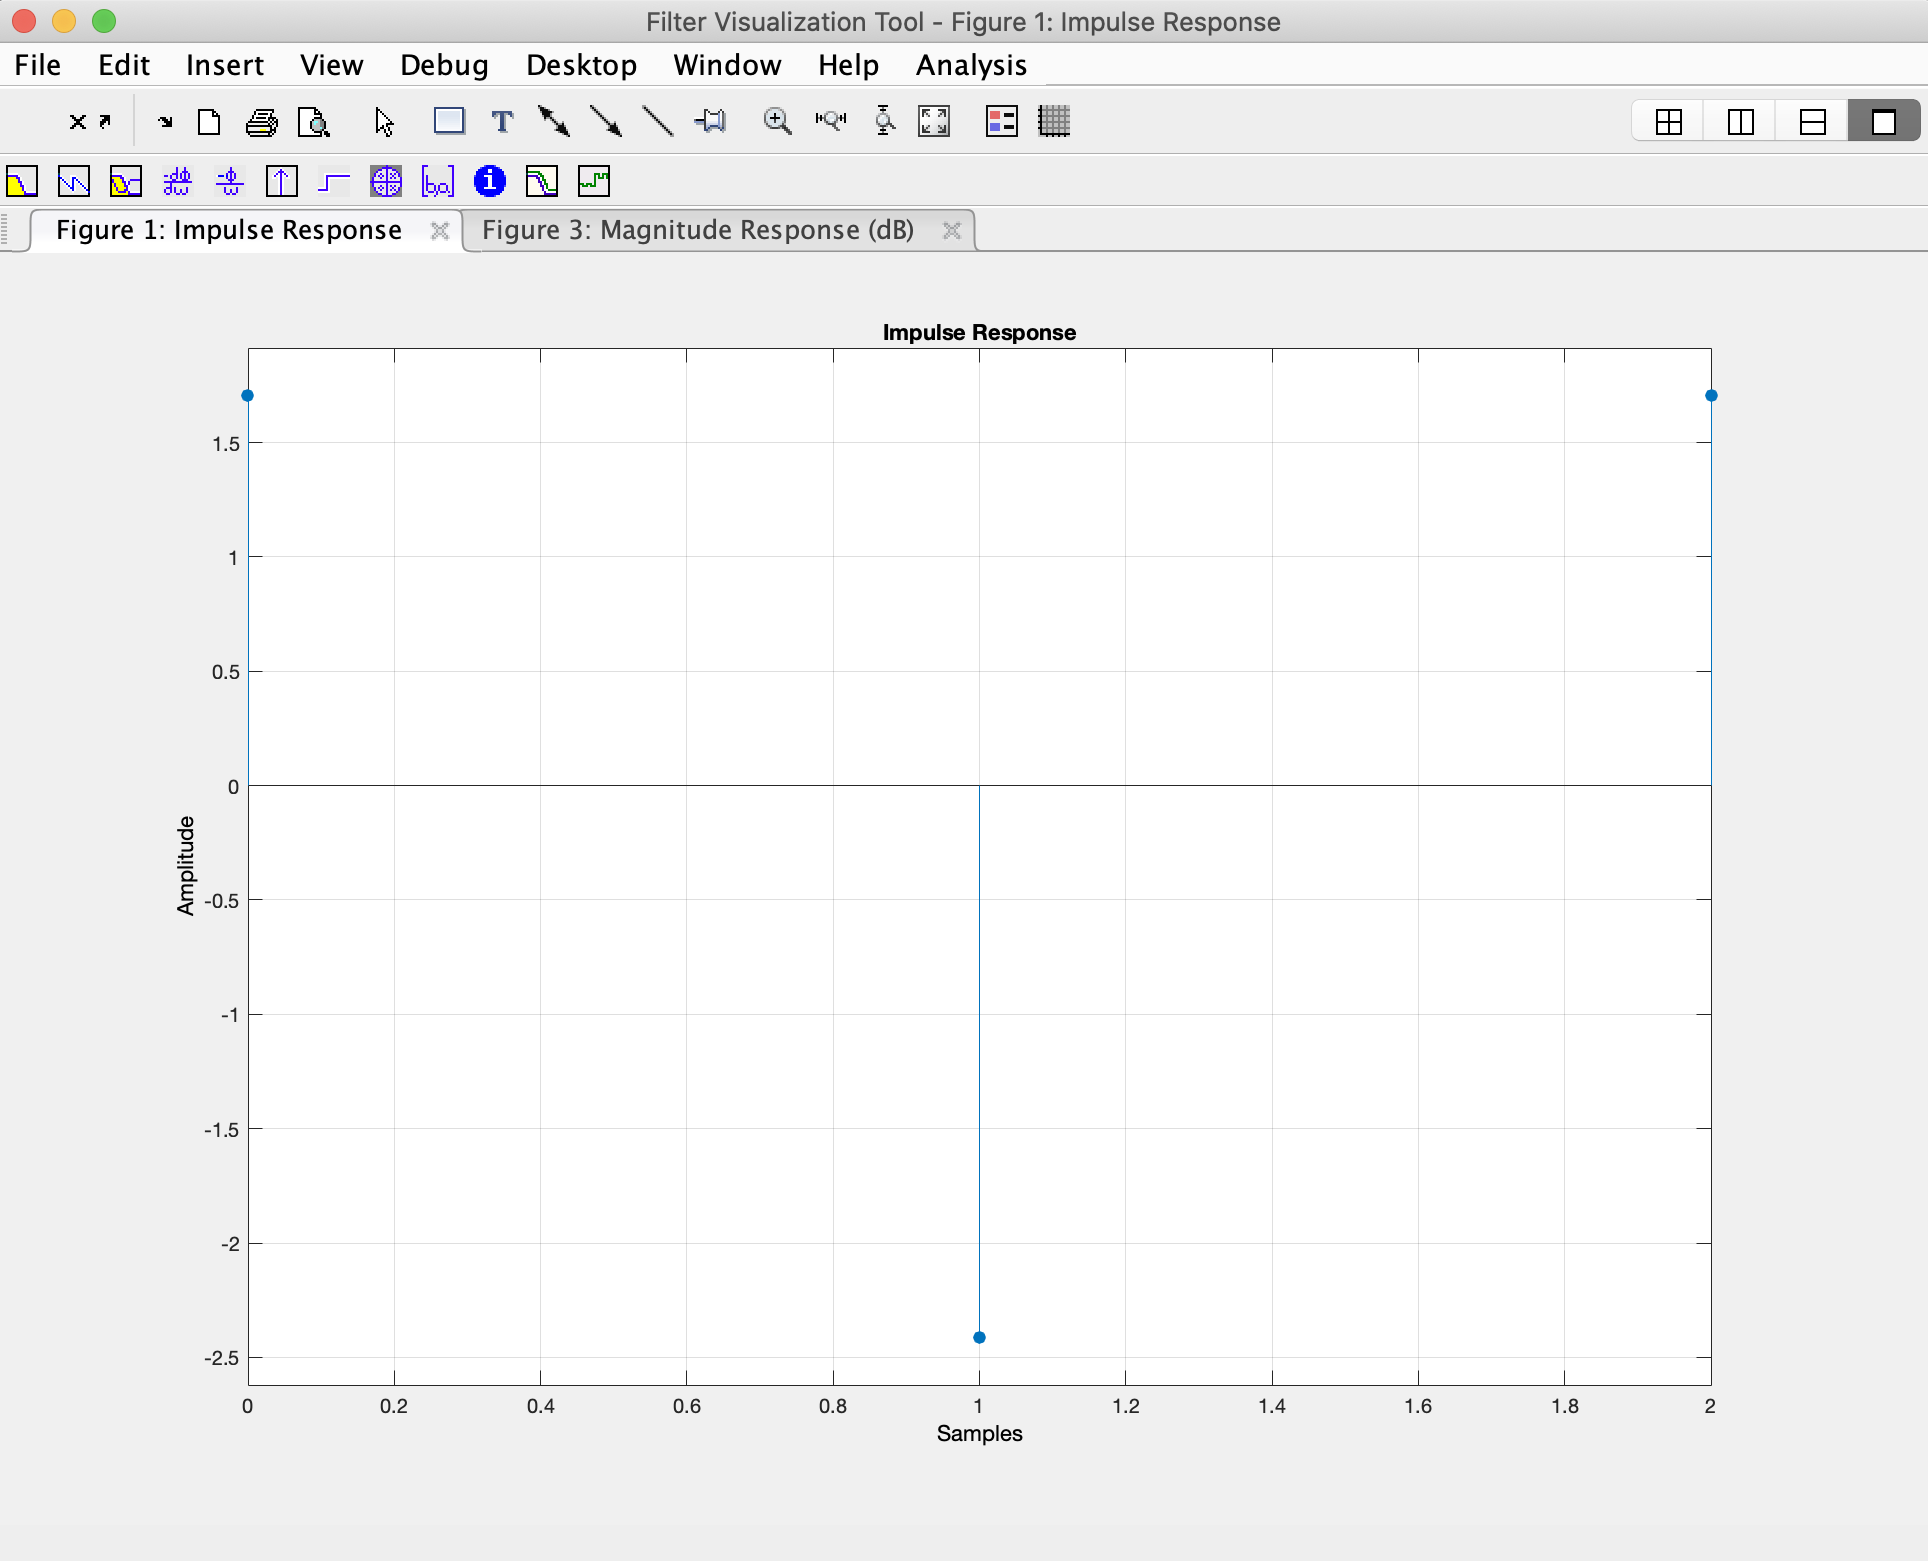 Filter Visualization Tool - Figure 1: Impulse Response
File Edit Insert View Debug Desktop Window Help Analysis
T
[b,a] i
Figure 1: Impulse Response Figure 3: Magnitude Response (dB)
Impulse Response
1.5
1
0.5
0
-0.5
-1
-1.5
-2
-2.5
Amplitude
0 0.2 0.4 0.6 0.8 1 1.2 1.4 1.6 1.8 2
Samples